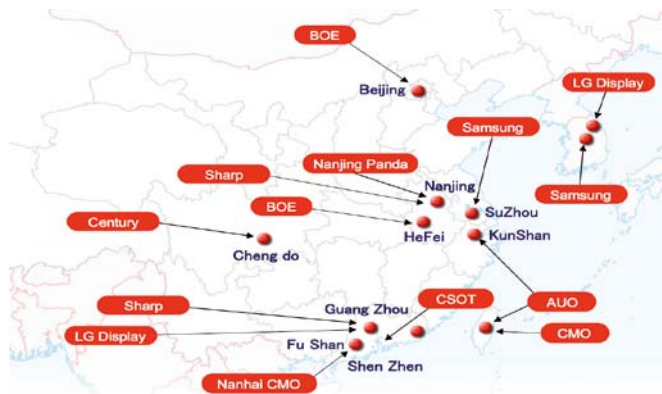 BOE
Beijing
LG Display
Samsung
Sharp
Nanjing Panda
Nanjing
Samsung
BOE
SuZhou
Century
HeFei
KunShan
Cheng do
Sharp
Guang Zhou
CSOT
AUO
LG Display
CMO
Fu Shan
Shen Zhen
Nanhai CMO